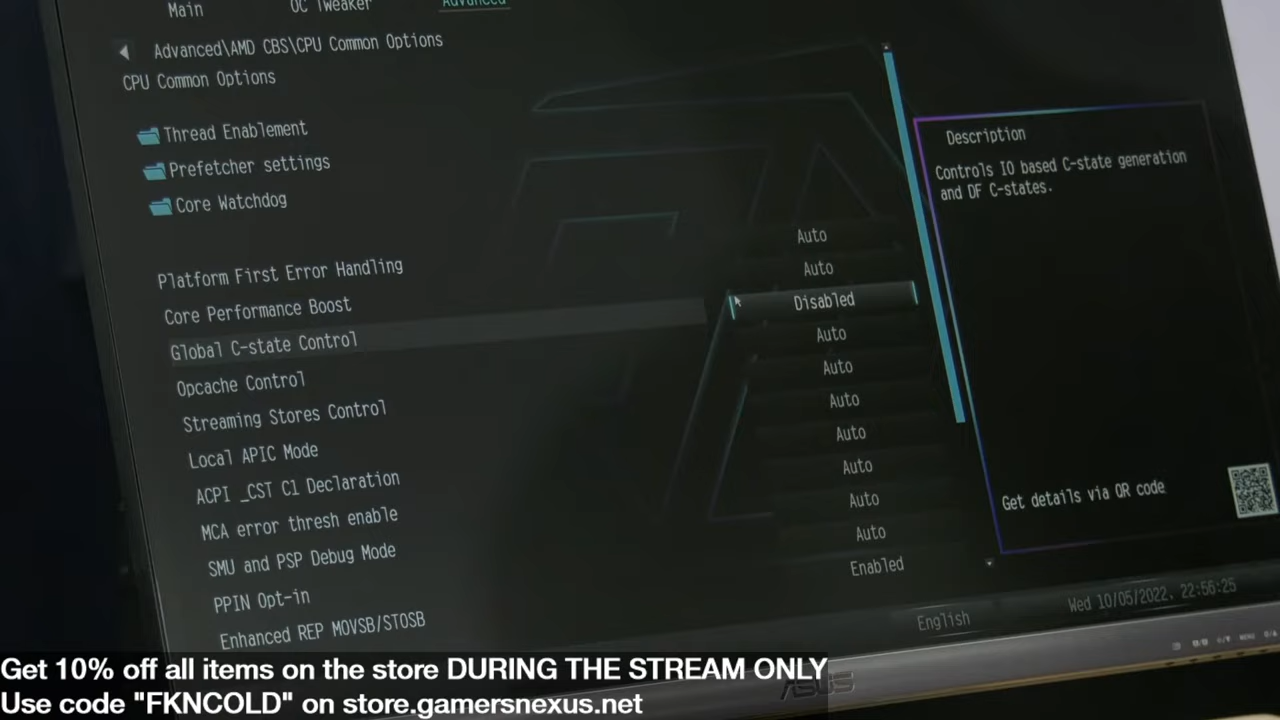 Main
OC Tweaker
Advanced
Advanced\AMD CBS\CPU Common Options
CPU Common Options
Thread Enablement
Prefetcher settings
Core Watchdog
Platform First Error Handling
Auto
Core Performance Boost
Auto
Global C-state Control
Disabled
Opcache Control
Auto
Streaming Stores Control
Auto
Local APIC Mode
Auto
ACPI _CST C1 Declaration
Auto
MCA error thresh enable
Auto
SMU and PSP Debug Mode
Auto
PPIN Opt-in
Auto
Enhanced REP MOVSB/STOSB
Enabled
Description
Controls IO based C-state generation
and DF C-states.
Get details via QR code
English
Wed 10/05/2022, 22:56:25
ASUS
Get 10% off all items on the store DURING THE STREAM ONLY
Use code "FKNCOLD" on store.gamersnexus.net